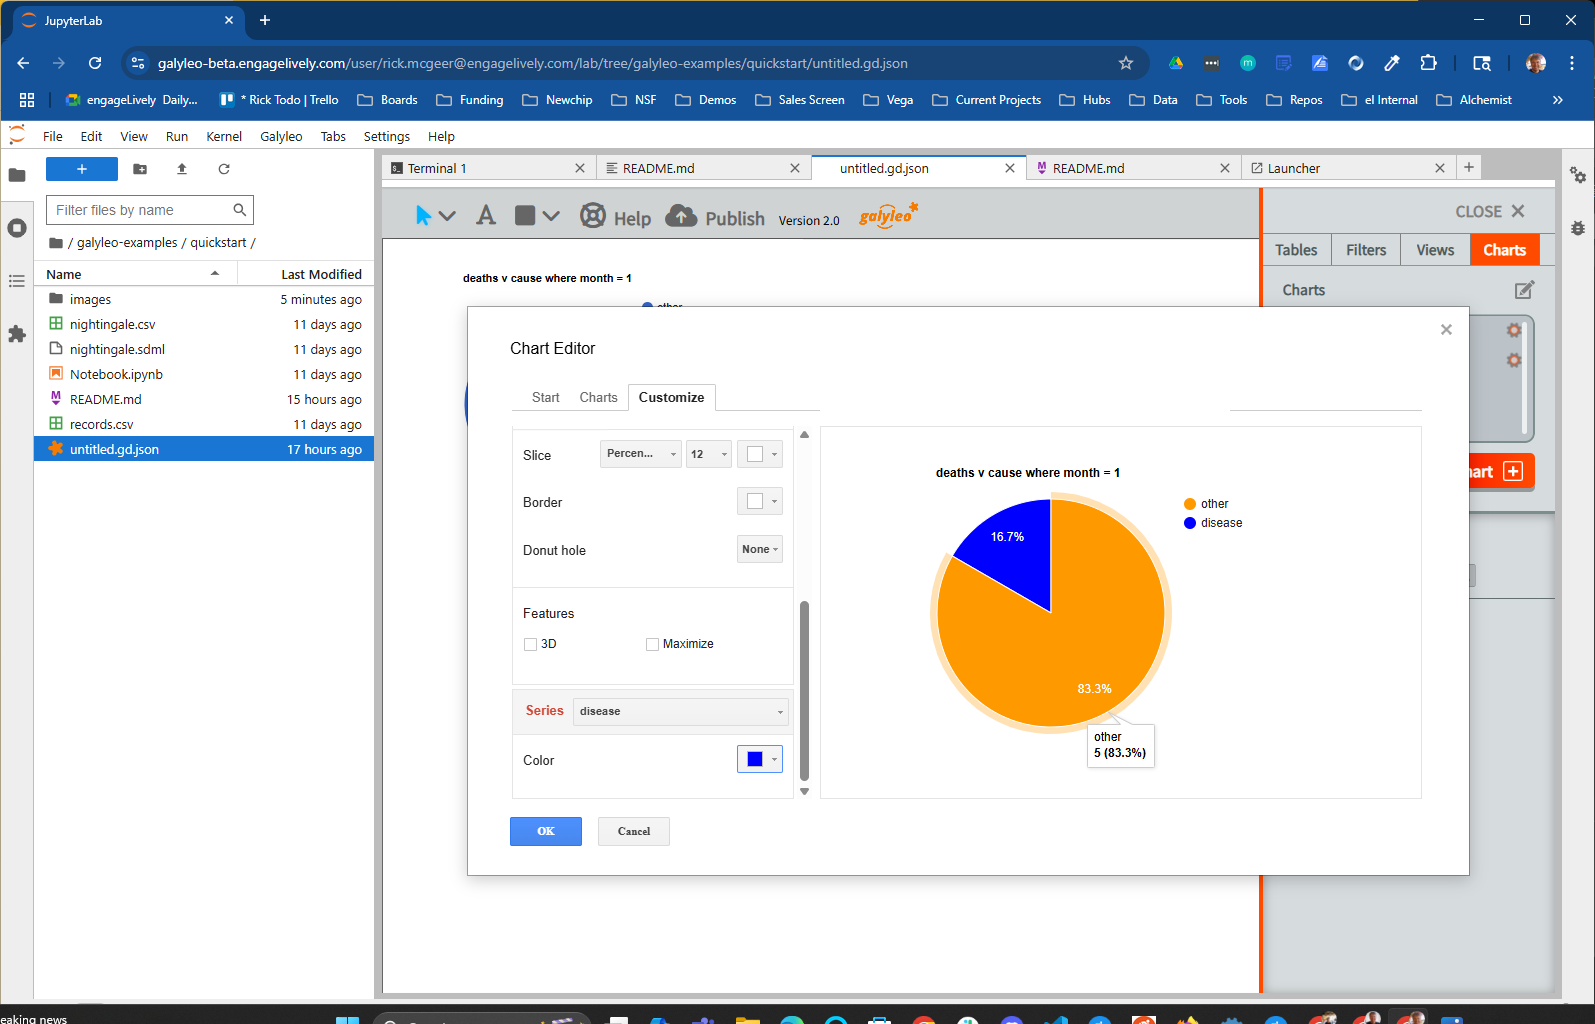 JupyterLab
galyleo-beta.engagelively.com/user/rick.mcgeer@engagelively.com/lab/tree/galyleo-examples/quickstart/untitled.gd.json
engageLively Daily...
* Rick Todo | Trello
Boards
Funding
Newchip
NSF
Demos
Sales Screen
Vega
Current Projects
Hubs
Data
Tools
Repos
el Internal
Alchemist
File Edit View Run Kernel Galyleo Tabs Settings Help
Terminal 1
README.md
untitled.gd.json
README.md
Launcher
Filter files by name
/ galyleo-examples / quickstart /
Name Last Modified
images 5 minutes ago
nightingale.csv 11 days ago
nightingale.sdml 11 days ago
Notebook.ipynb 11 days ago
README.md 15 hours ago
records.csv 11 days ago
untitled.gd.json 17 hours ago
A
Help
Publish
Version 2.0
galyleo
CLOSE
Tables Filters Views Charts
Charts
deaths v cause where month = 1
other
Chart Editor
Start Charts Customize
Slice Percen... 12
Border
Donut hole None
Features
3D Maximize
Series disease
Color
OK Cancel
deaths v cause where month = 1
other
disease
16.7%
83.3%
other
5 (83.3%)
eaking news